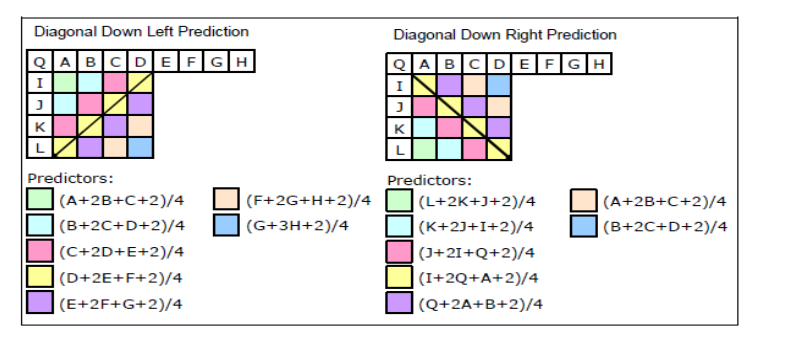 Diagonal Down Left Prediction
Q A B C D E F G H
I
J
K
L
Predictors:
(A+2B+C+2)/4
(B+2C+D+2)/4
(C+2D+E+2)/4
(D+2E+F+2)/4
(E+2F+G+2)/4
(F+2G+H+2)/4
(G+3H+2)/4
Diagonal Down Right Prediction
Q A B C D E F G H
I
J
K
L
Predictors:
(L+2K+J+2)/4
(K+2J+I+2)/4
(J+2I+Q+2)/4
(I+2Q+A+2)/4
(Q+2A+B+2)/4
(A+2B+C+2)/4
(B+2C+D+2)/4